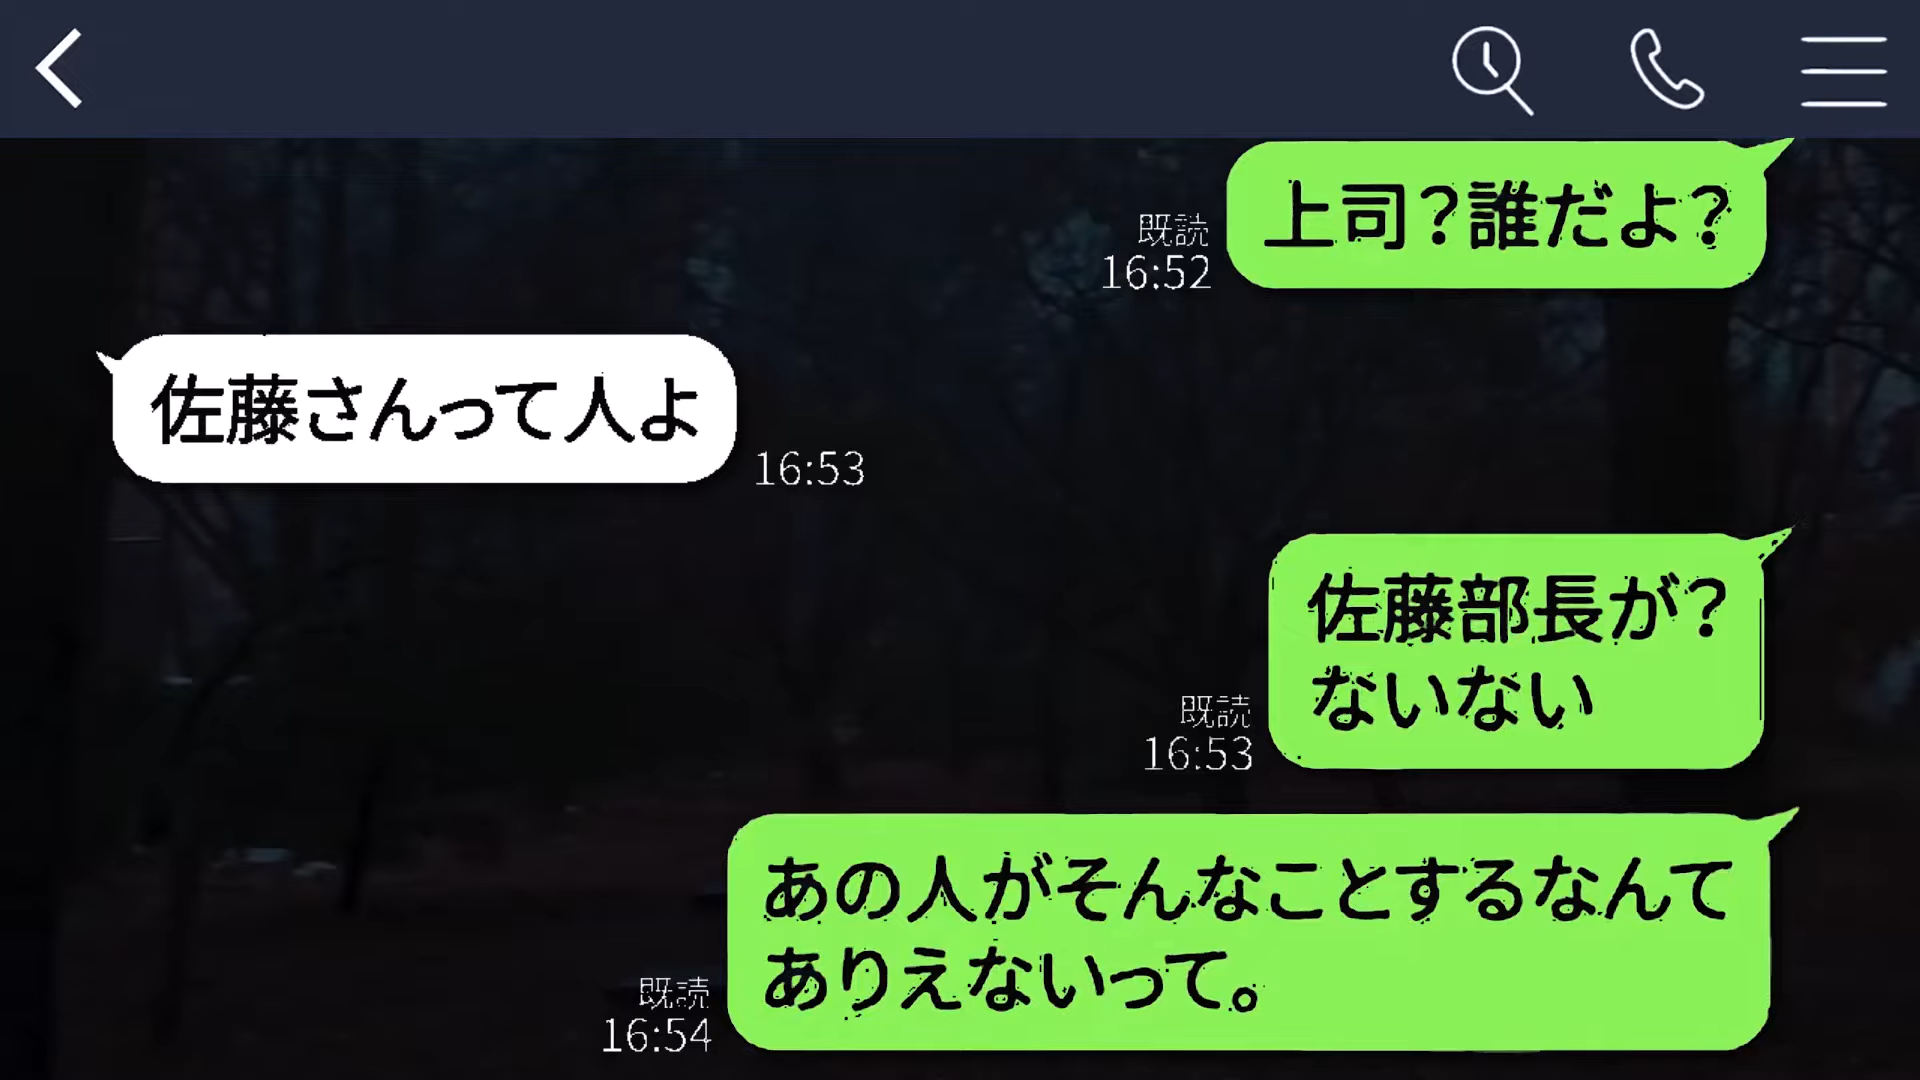 上司？誰だよ？
既読
16:52
佐藤さんって人よ
16:53
佐藤部長が？
ないない
既読
16:53
あの人がそんなことするなんて
ありえないって。
既読
16:54